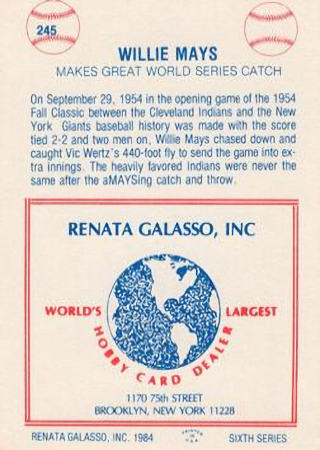 245
WILLIE MAYS
MAKES GREAT WORLD SERIES CATCH
On September 29, 1954 in the opening game of the 1954
Fall Classic between the Cleveland Indians and the New
York Giants baseball history was made with the score
tied 2-2 and two men on, Willie Mays chased down and
caught Vic Wertz's 440-foot fly to send the game into ex-
tra innings. The heavily favored Indians were never the
same after the aMAYSing catch and throw.
RENATA GALASSO, INC
WORLD'S LARGEST
HOBBY CARD DEALER
1170 75th STREET
BROOKLYN, NEW YORK 11228
RENATA GALASSO, INC. 1984
PRINTED IN
U.S.A.
SIXTH SERIES